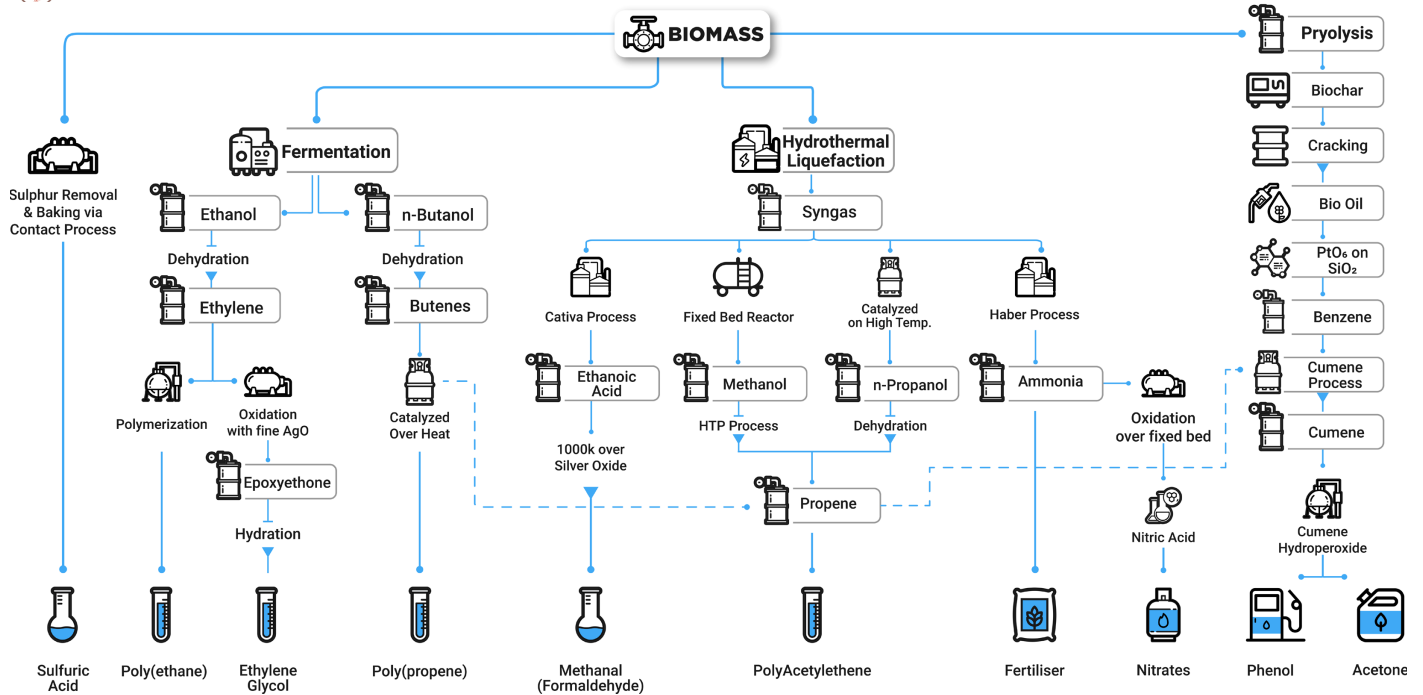 BIOMASS
Pryolysis
Biochar
Cracking
Bio Oil
PtO₆ on
SiO₂
Benzene
Cumene
Process
Cumene
Cumene
Hydroperoxide
Phenol
Acetone
Sulphur Removal
& Baking via
Contact Process
Sulfuric
Acid
Fermentation
Ethanol
n-Butanol
Dehydration
Dehydration
Ethylene
Butenes
Polymerization
Oxidation
with fine AgO
Catalyzed
Over Heat
Epoxyethone
Hydration
Poly(ethane)
Ethylene
Glycol
Poly(propene)
Hydrothermal
Liquefaction
Syngas
Cativa Process
Fixed Bed Reactor
Catalyzed
on High Temp.
Haber Process
Ethanoic
Acid
Methanol
n-Propanol
Ammonia
1000k over
Silver Oxide
HTP Process
Dehydration
Oxidation
over fixed bed
Propene
Nitric Acid
Methanal
(Formaldehyde)
PolyAcetylethene
Fertiliser
Nitrates